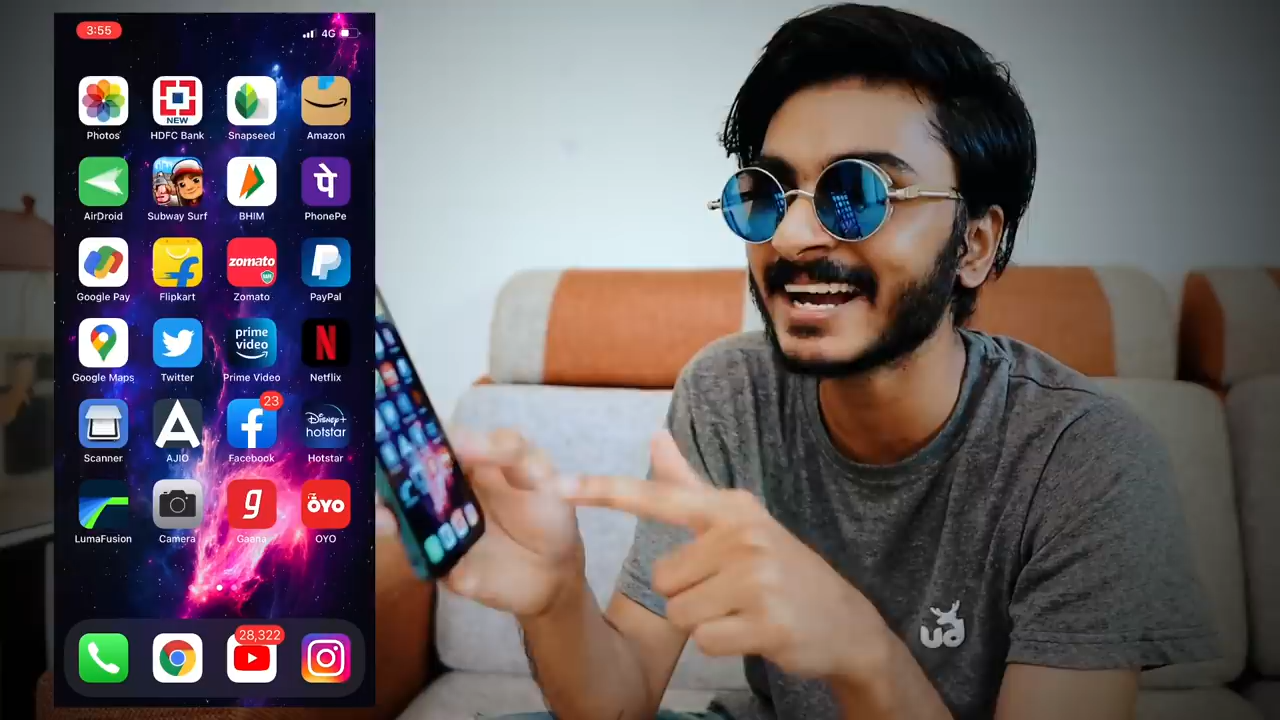 3:55
4G
NEW
Photos
HDFC Bank
Snapseed
Amazon
पे
AirDroid
Subway Surf
BHIM
PhonePe
zomato
Google Pay
Flipkart
Zomato
PayPal
prime
video
Google Maps
Twitter
Prime Video
Netflix
23
Disney+
hotstar
Scanner
AJIO
Facebook
Hotstar
OYO
LumaFusion
Camera
Gaana
OYO
28,322